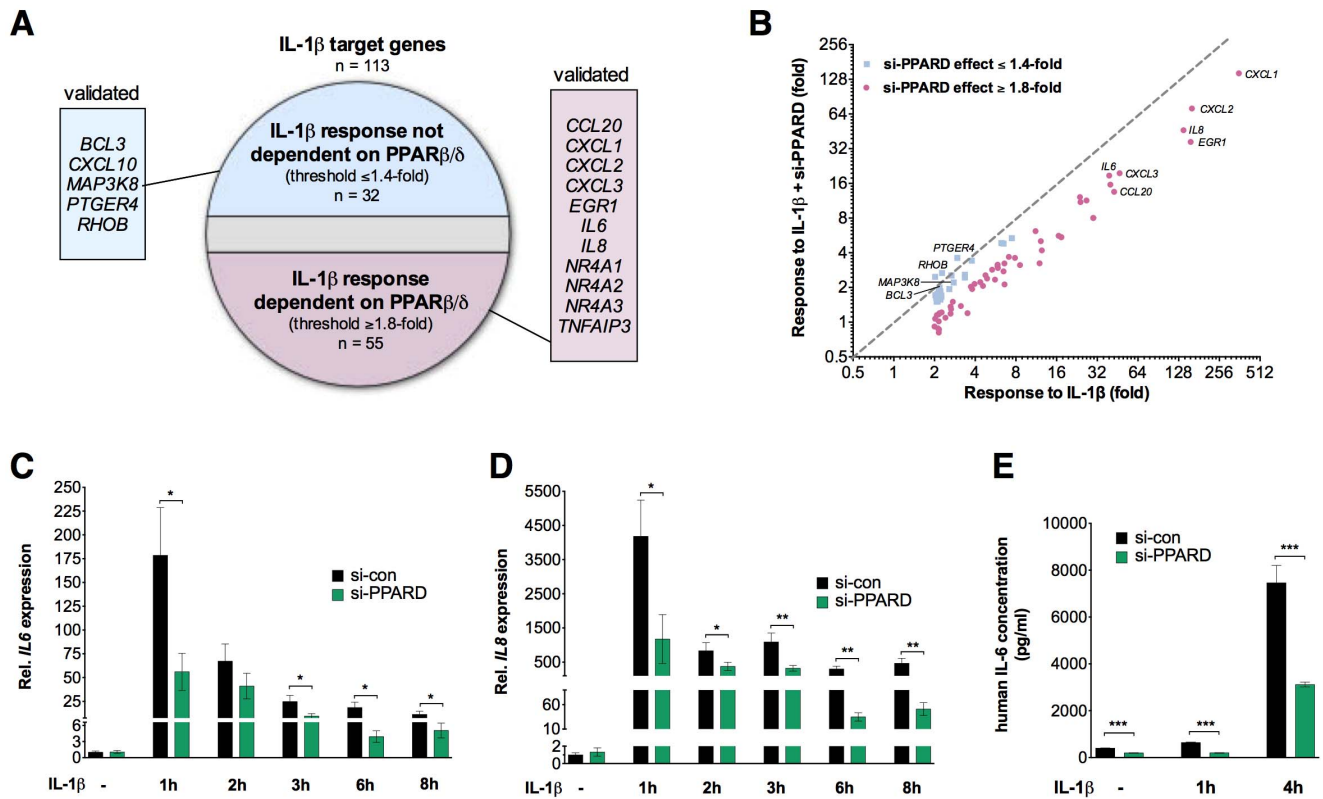 A
IL-1β target genes
n = 113
validated
BCL3
CXCL10
MAP3K8
PTGER4
RHOB
IL-1β response not
dependent on PPARβ/δ
(threshold ≤1.4-fold)
n = 32
IL-1β response
dependent on PPARβ/δ
(threshold ≥1.8-fold)
n = 55
validated
CCL20
CXCL1
CXCL2
CXCL3
EGR1
IL6
IL8
NR4A1
NR4A2
NR4A3
TNFAIP3
B
Response to IL-1β + si-PPARD (fold)
256
128
64
32
16
8
4
2
1
0.5
si-PPARD effect ≤ 1.4-fold
si-PPARD effect ≥ 1.8-fold
CXCL1
CXCL2
IL8
EGR1
IL6
CXCL3
CCL20
PTGER4
RHOB
MAP3K8
BCL3
0.5 1 2 4 8 16 32 64 128 256 512
Response to IL-1β (fold)
C
Rel. IL6 expression
250
225
200
175
150
125
100
75
50
25
6
3
0
*
*
*
*
si-con
si-PPARD
IL-1β - 1h 2h 3h 6h 8h
D
Rel. IL8 expression
5500
4500
3500
2500
1500
500
60
10
2
0
*
*
**
**
**
si-con
si-PPARD
IL-1β - 1h 2h 3h 6h 8h
E
human IL-6 concentration
(pg/ml)
10000
8000
6000
4000
2000
0
si-con
si-PPARD
***
***
***
IL-1β - 1h 4h